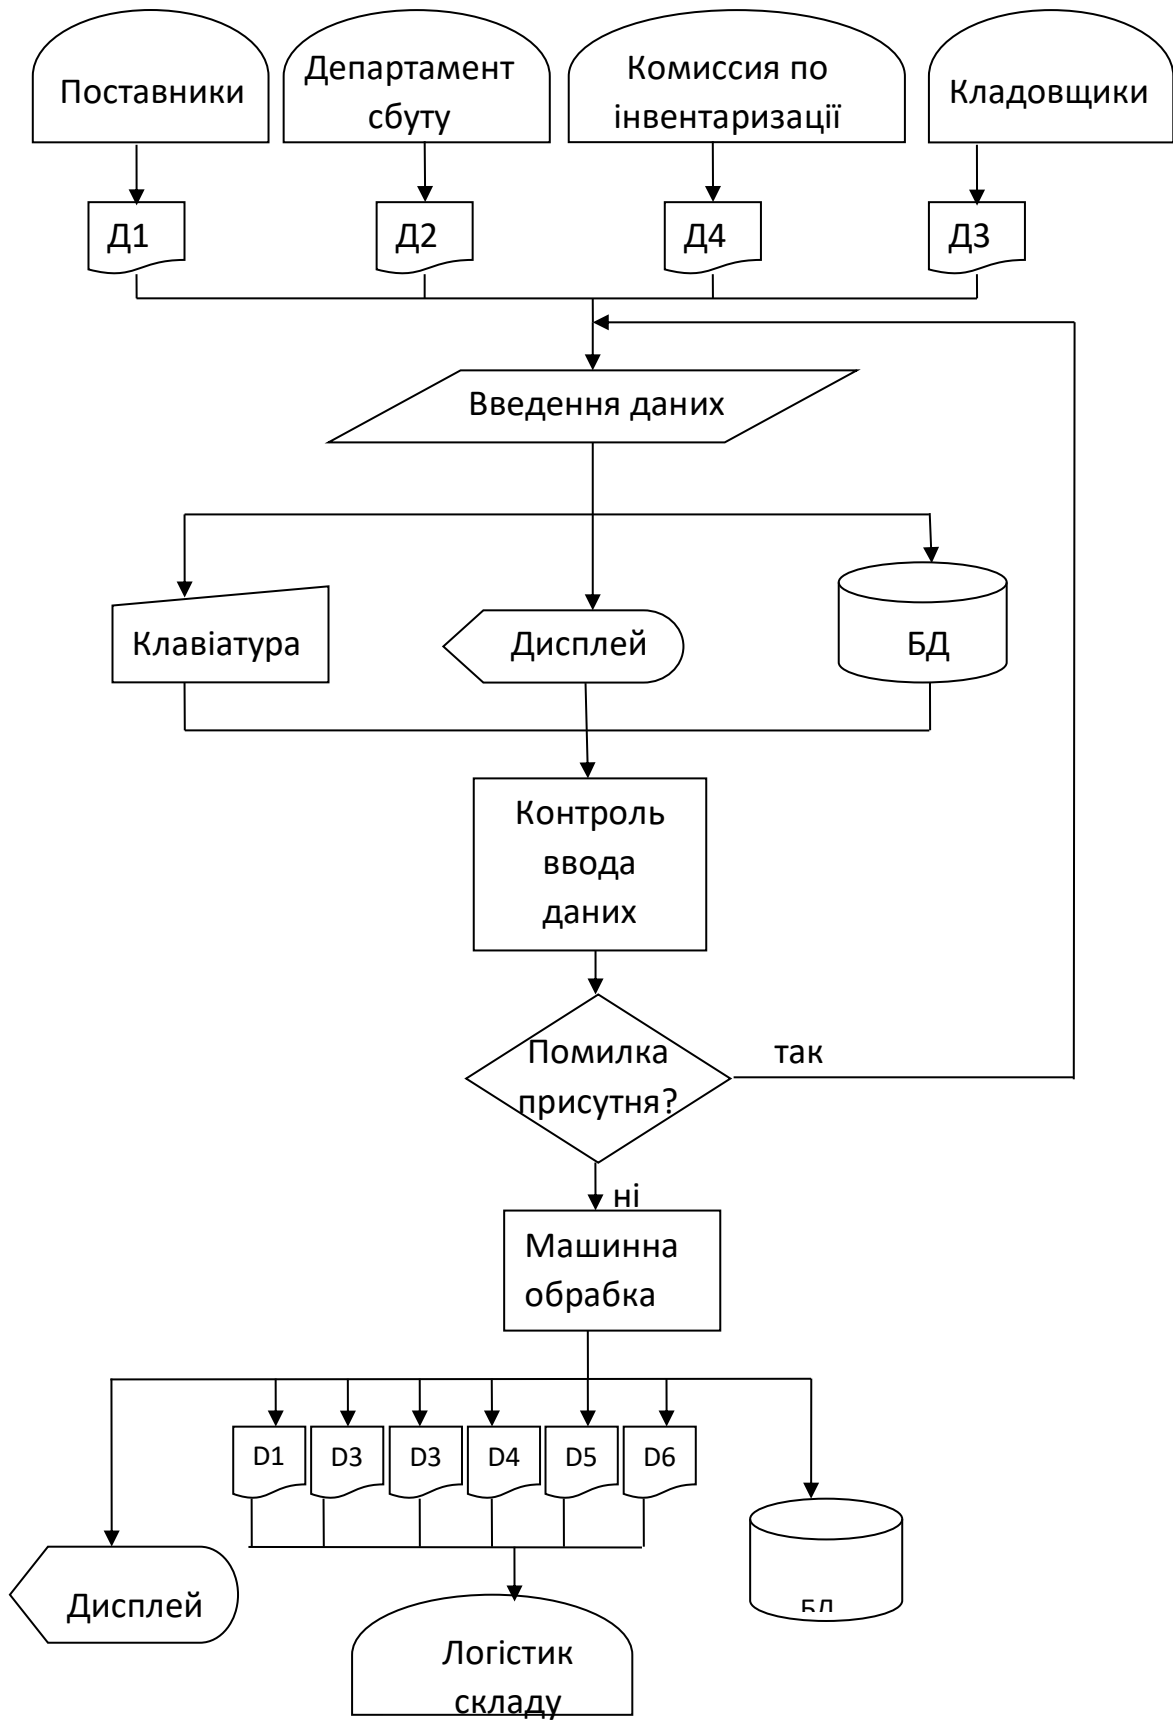 Поставники
Департамент
сбуту
Комиссия по
інвентаризації
Кладовщики
Д1
Д2
Д4
Д3
Введення даних
Клавіатура
Дисплей
БД
Контроль
ввода
даних
Помилка
присутня?
так
ні
Машинна
обрабка
D1
D3
D3
D4
D5
D6
Дисплей
БД
Логістик
складу